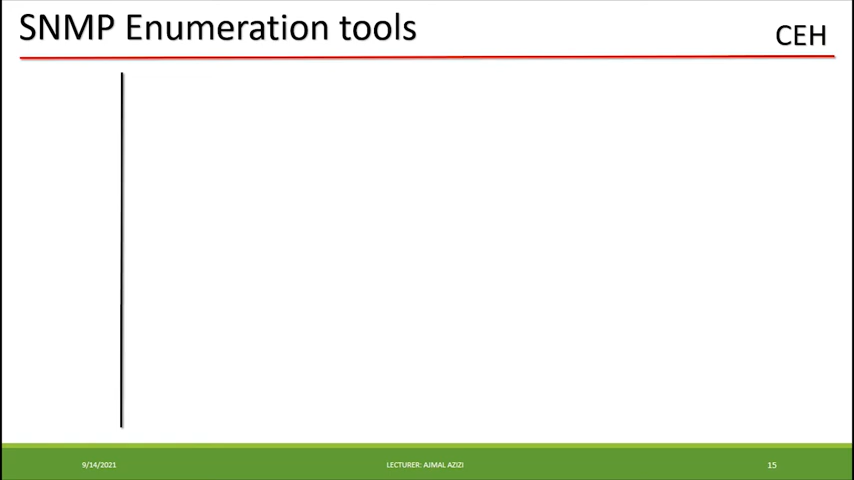 SNMP Enumeration tools
CEH
9/14/2021
LECTURER: AJMAL AZIZI
15